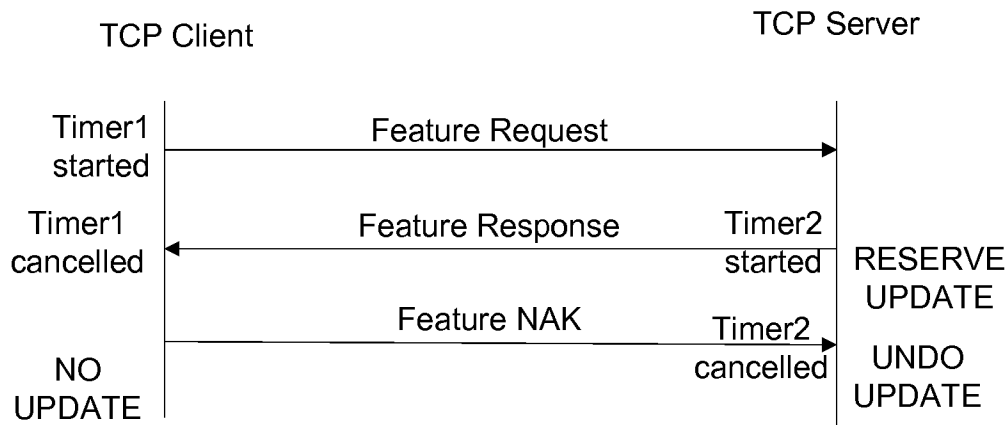 TCP Client
TCP Server
Timer1
started
Feature Request
Timer1
cancelled
Feature Response
Timer2
started
RESERVE
UPDATE
Feature NAK
Timer2
cancelled
NO
UPDATE
UNDO
UPDATE